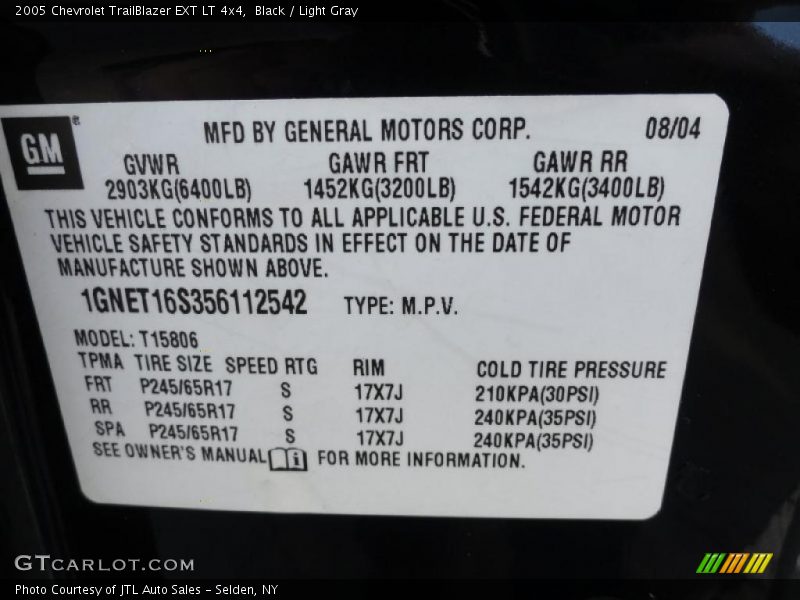 2005 Chevrolet TrailBlazer EXT LT 4x4, Black / Light Gray
GM®
MFD BY GENERAL MOTORS CORP. 08/04
GVWR GAWR FRT GAWR RR
2903KG(6400LB) 1452KG(3200LB) 1542KG(3400LB)
THIS VEHICLE CONFORMS TO ALL APPLICABLE U.S. FEDERAL MOTOR
VEHICLE SAFETY STANDARDS IN EFFECT ON THE DATE OF
MANUFACTURE SHOWN ABOVE.
1GNET16S356112542 TYPE: M.P.V.
MODEL: T15806
TPMA TIRE SIZE SPEED RTG RIM COLD TIRE PRESSURE
FRT P245/65R17 S 17X7J 210KPA(30PSI)
RR P245/65R17 S 17X7J 240KPA(35PSI)
SPA P245/65R17 S 17X7J 240KPA(35PSI)
SEE OWNER'S MANUAL i FOR MORE INFORMATION.
GTCARLOT.COM
Photo Courtesy of JTL Auto Sales - Selden, NY